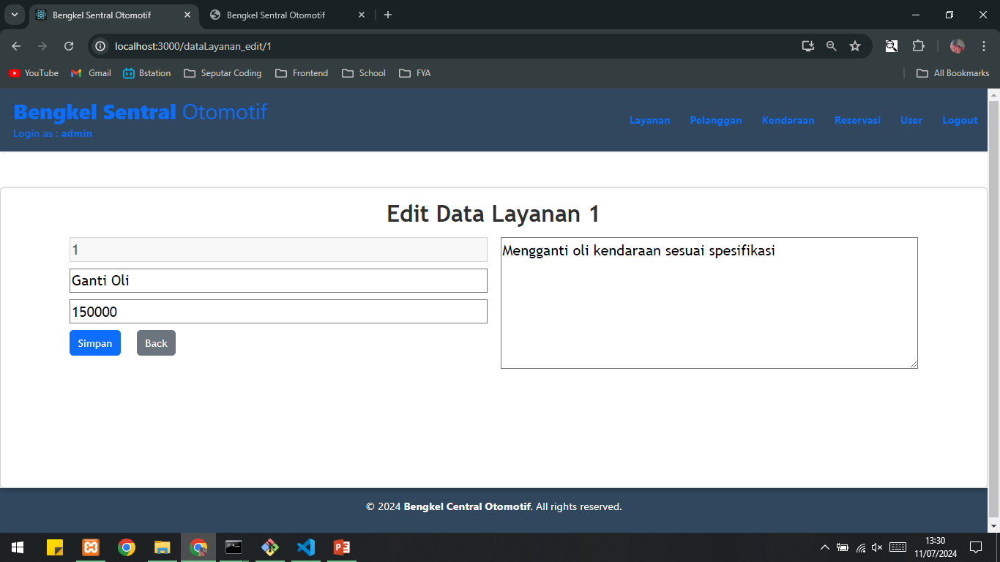 Bengkel Sentral Otomotif
Bengkel Sentral Otomotif
localhost:3000/dataLayanan_edit/1
YouTube
Gmail
Bstation
Seputar Coding
Frontend
School
FYA
All Bookmarks
Bengkel Sentral Otomotif
Login as : admin
Layanan
Pelanggan
Kendaraan
Reservasi
User
Logout
Edit Data Layanan 1
1
Ganti Oli
150000
Simpan
Back
Mengganti oli kendaraan sesuai spesifikasi
© 2024 Bengkel Central Otomotif. All rights reserved.
13:30
11/07/2024